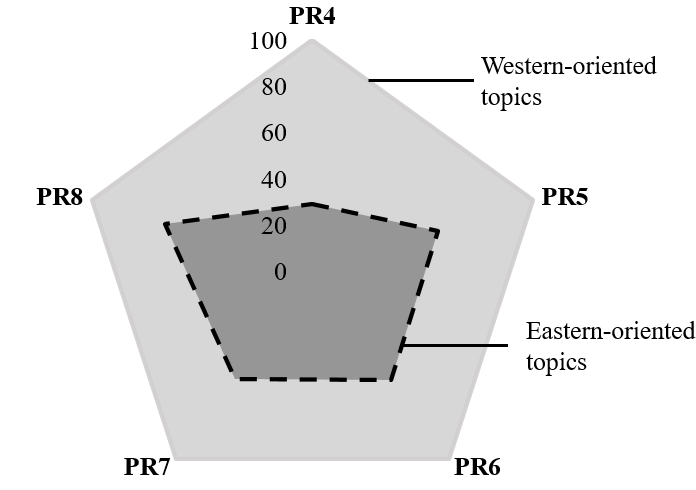 PR4
100
80
60
40
20
0
Western-oriented
topics
PR8
PR5
Eastern-oriented
topics
PR7
PR6